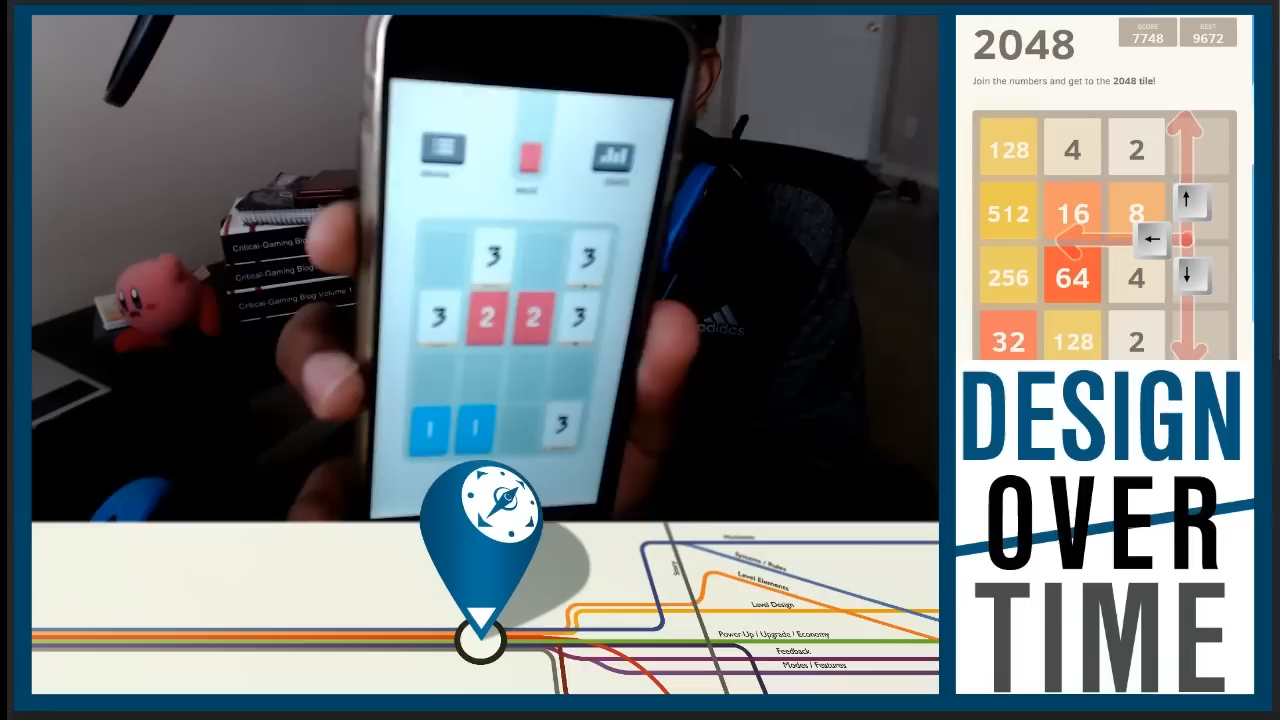 3 3
3 2 2 3
1 1 3
Critical-Gaming Blog
Critical-Gaming Blog
Critical-Gaming Blog Volume 1
adidas
2048
SCORE
7748
BEST
9672
Join the numbers and get to the 2048 tile!
128 4 2
512 16 8
256 64 4
32 128 2
DESIGN
OVER
TIME
Systems / Rules
Level Elements
Level Design
Power-Up / Upgrade / Economy
Feedback
Modes / Features